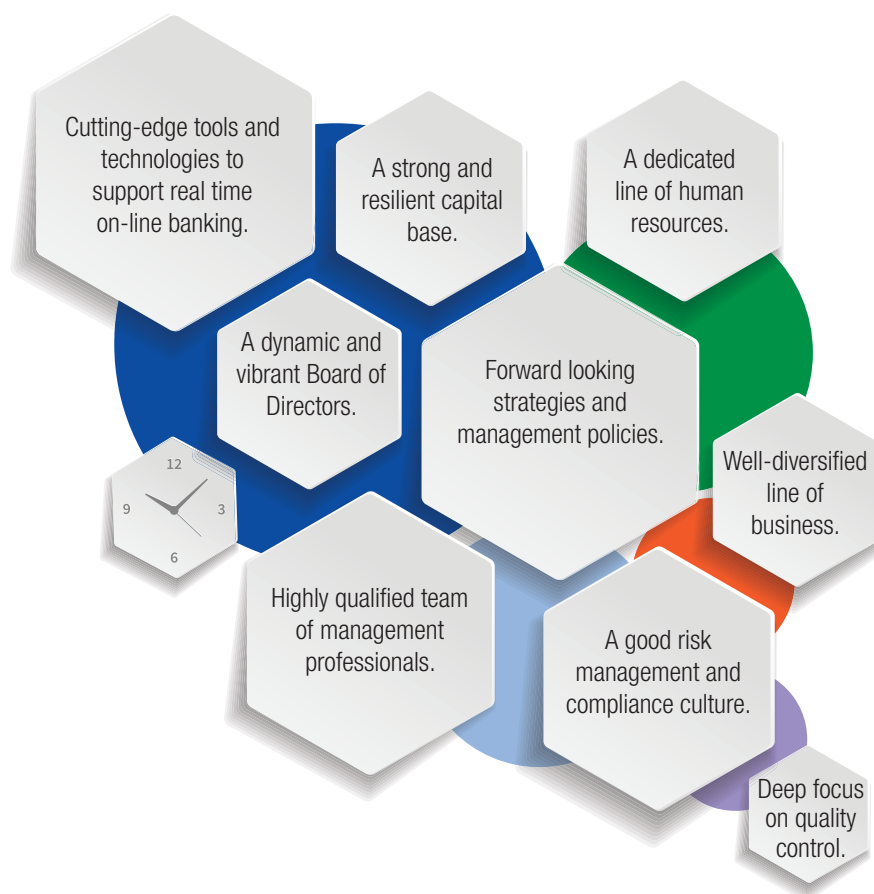 Cutting-edge tools and
technologies to
support real time
on-line banking.
A strong and
resilient capital
base.
A dedicated
line of human
resources.
A dynamic and
vibrant Board of
Directors.
Forward looking
strategies and
management policies.
Well-diversified
line of
business.
12
9
3
6
Highly qualified team
of management
professionals.
A good risk
management and
compliance culture.
Deep focus
on quality
control.